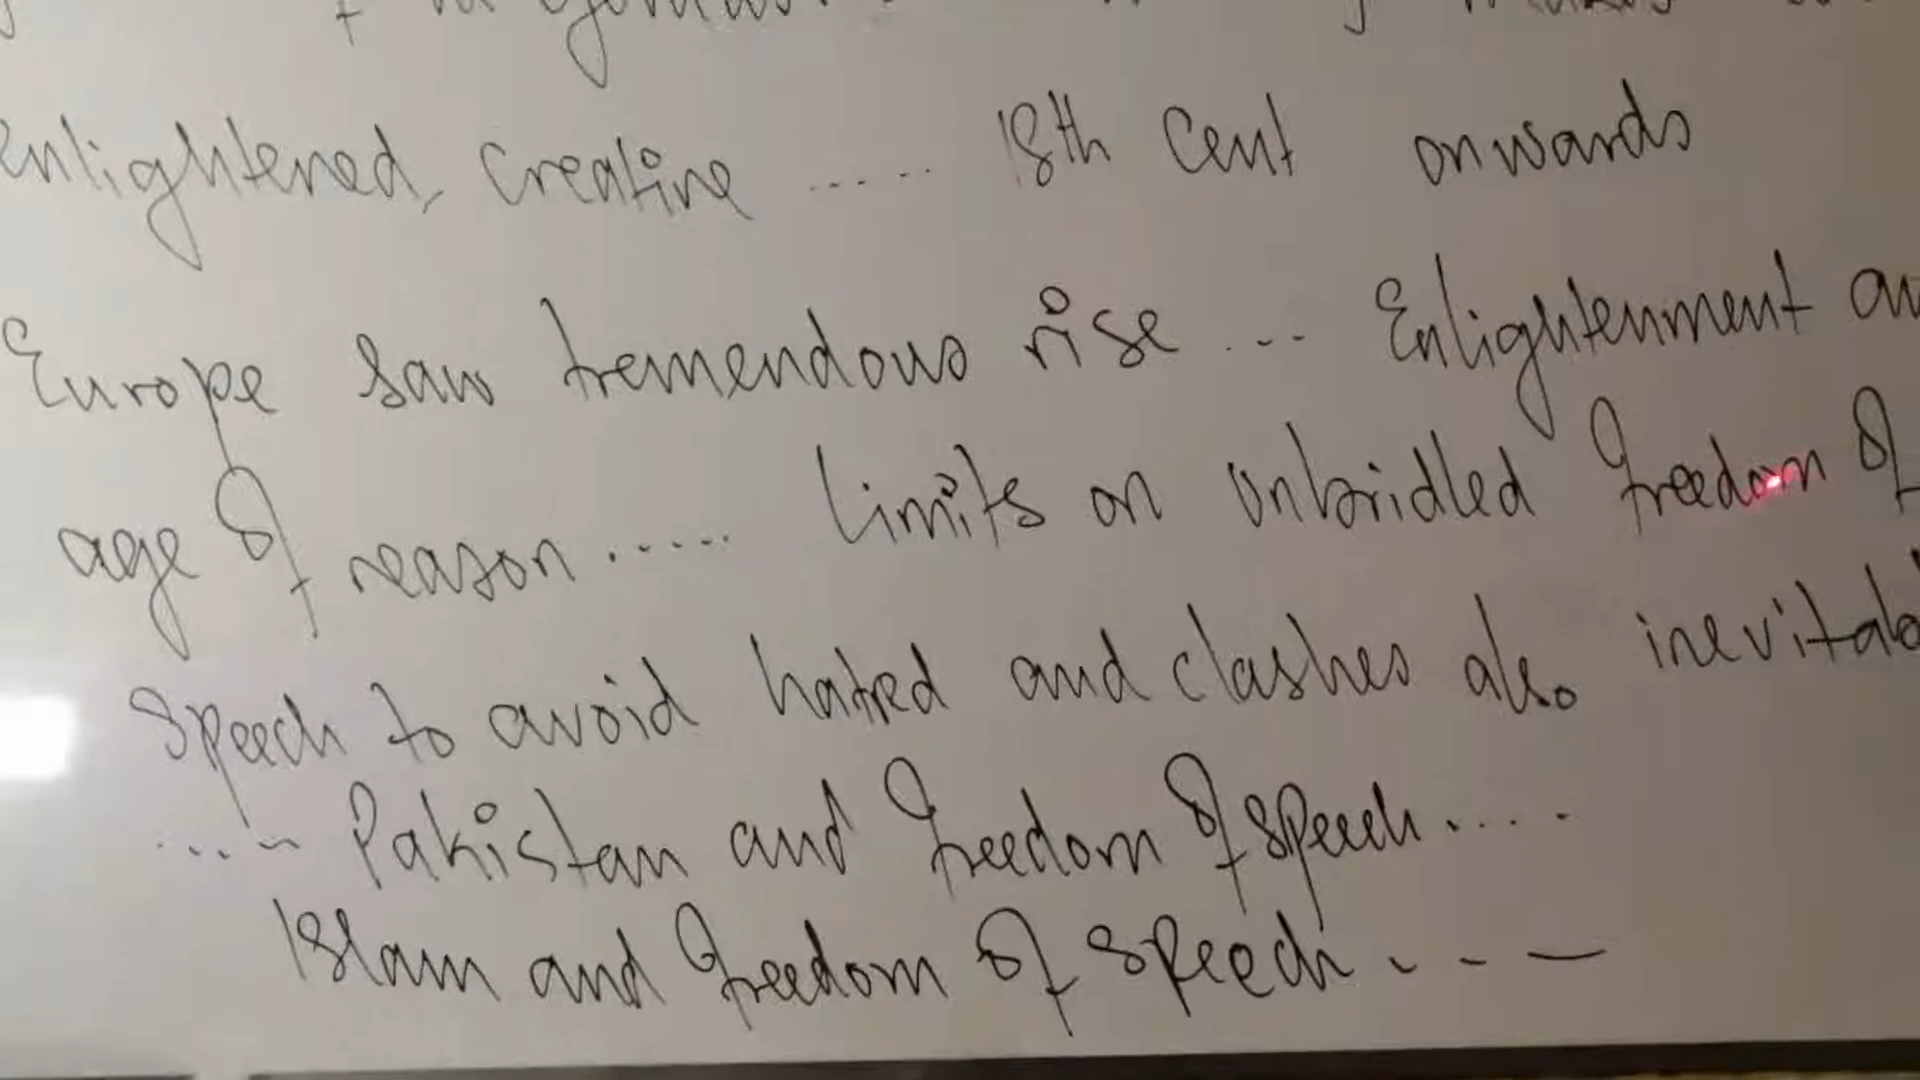 enlightened, creative ..... 18th Cent onwards
Europe saw tremendous rise ... Enlightenment
age of reason ..... limits on unbridled freedom of
speech to avoid hatred and clashes also
....~ Pakistan and freedom of speech ....
Islam and freedom of speech . - - —